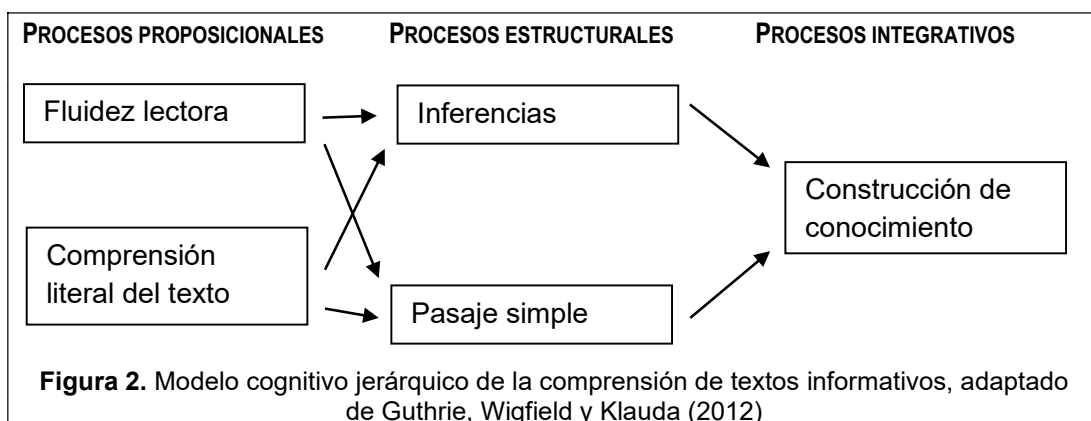 PROCESOS PROPOSICIONALES PROCESOS ESTRUCTURALES PROCESOS INTEGRATIVOS
Fluidez lectora
Inferencias
Construcción de
conocimiento
Comprensión
literal del texto
Pasaje simple
Figura 2. Modelo cognitivo jerárquico de la comprensión de textos informativos, adaptado
de Guthrie, Wigfield y Klauda (2012)